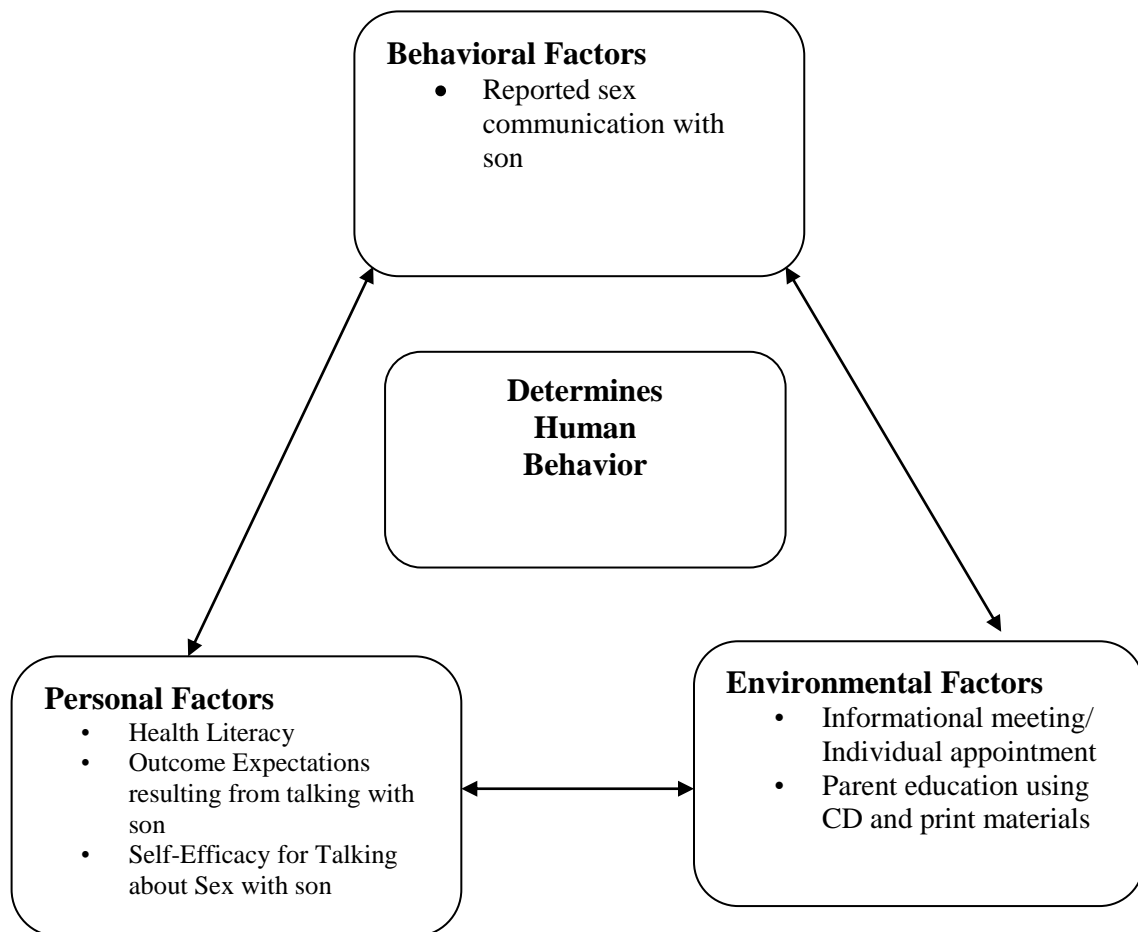 Behavioral Factors
• Reported sex
communication with
son
Determines
Human
Behavior
Personal Factors
• Health Literacy
• Outcome Expectations
resulting from talking with
son
• Self-Efficacy for Talking
about Sex with son
Environmental Factors
• Informational meeting/
Individual appointment
• Parent education using
CD and print materials